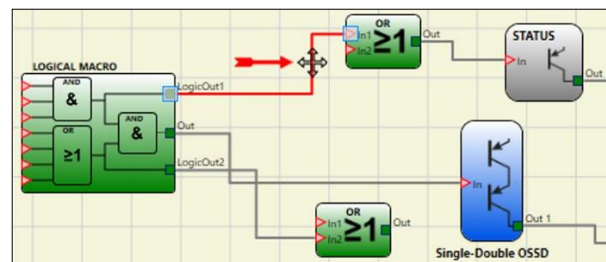 OR
In1
≥1
In2
Out
STATUS
In
Out
LOGICAL MACRO
AND
&
OR
≥1
AND
&
LogicOut1
Out
LogicOut2
OR
In1
≥1
In2
Out
In
Out 1
Single-Double OSSD